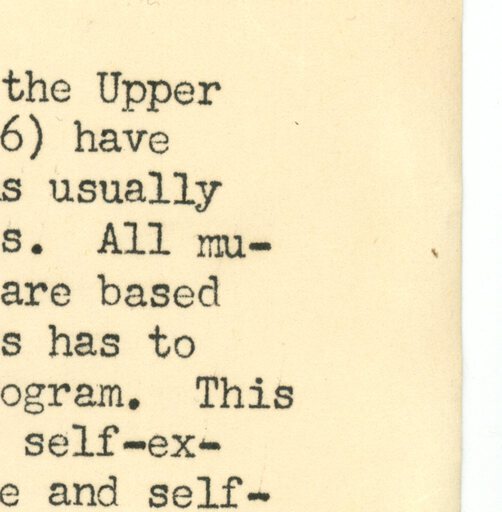 the Upper
6) have
s usually
s. All mu-
are based
s has to
ogram. This
self-ex-
e and self-